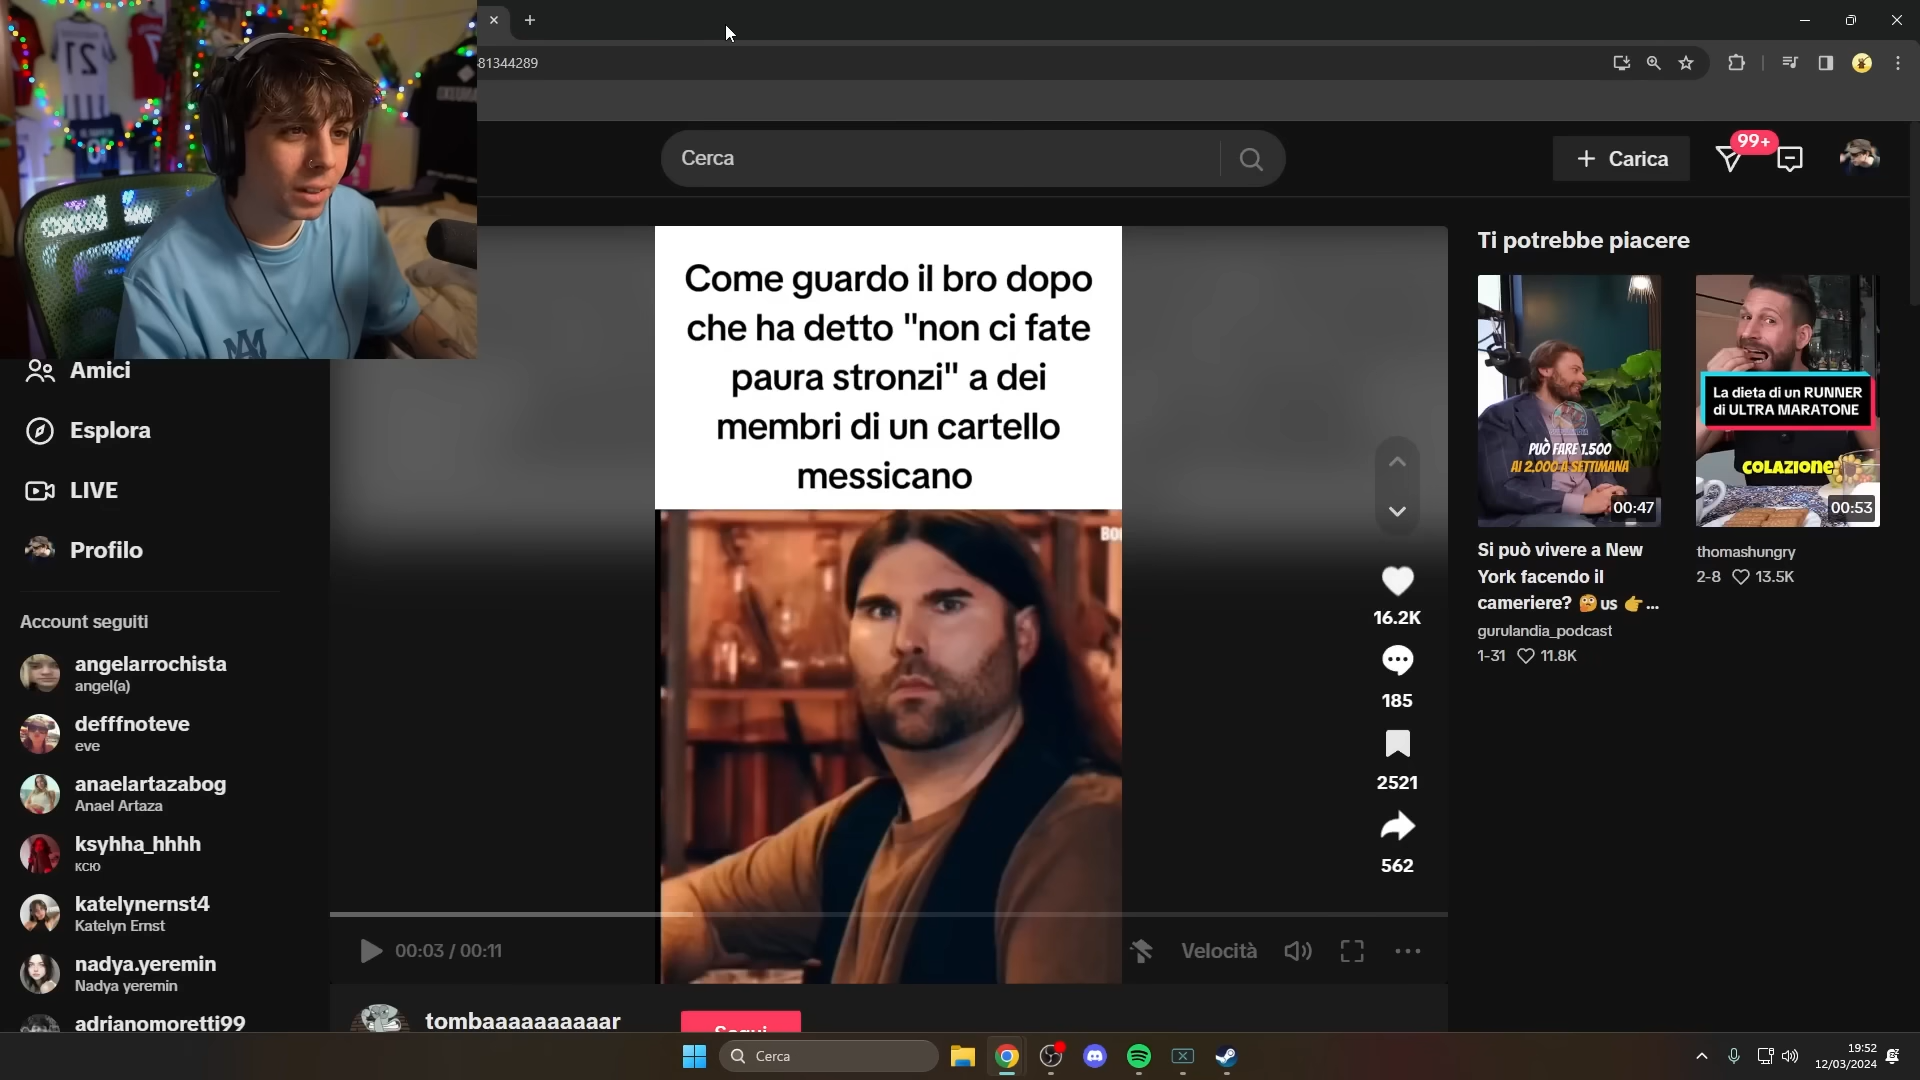 81344289
Cerca
Carica
99+
Come guardo il bro dopo
che ha detto "non ci fate
paura stronzi" a dei
membri di un cartello
messicano
Ti potrebbe piacere
PUÒ FARE 1.500
AI 2.000 A SETTIMANA
00:47
La dieta di un RUNNER
di ULTRA MARATONE
COLAZIONE
00:53
Si può vivere a New
York facendo il
cameriere? 🤔us 👉...
gurulandia_podcast
1-31 11.8K
thomashungry
2-8 13.5K
Amici
Esplora
LIVE
Profilo
Account seguiti
angelarrochista
angel(a)
defffnoteve
eve
anaelartazabog
Anael Artaza
ksyhha_hhhh
ксю
katelynernst4
Katelyn Ernst
nadya.yeremin
Nadya yeremin
adrianomoretti99
16.2K
185
2521
562
00:03 / 00:11
Velocità
tombaaaaaaaaaar
Segui
Cerca
19:52
12/03/2024
21